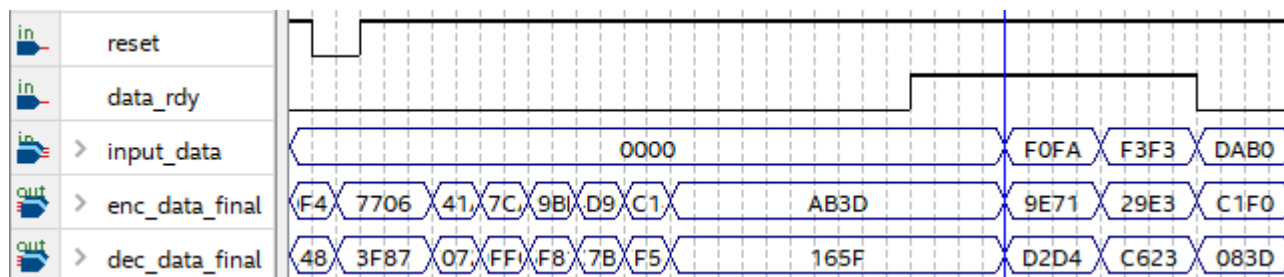 in reset
in data_rdy
in > input_data 0000 F0FA F3F3 DAB0
out > enc_data_final F4 7706 41 7C 9B D9 C1 AB3D 9E71 29E3 C1F0
out > dec_data_final 48 3F87 07 FF F8 7B F5 165F D2D4 C623 083D